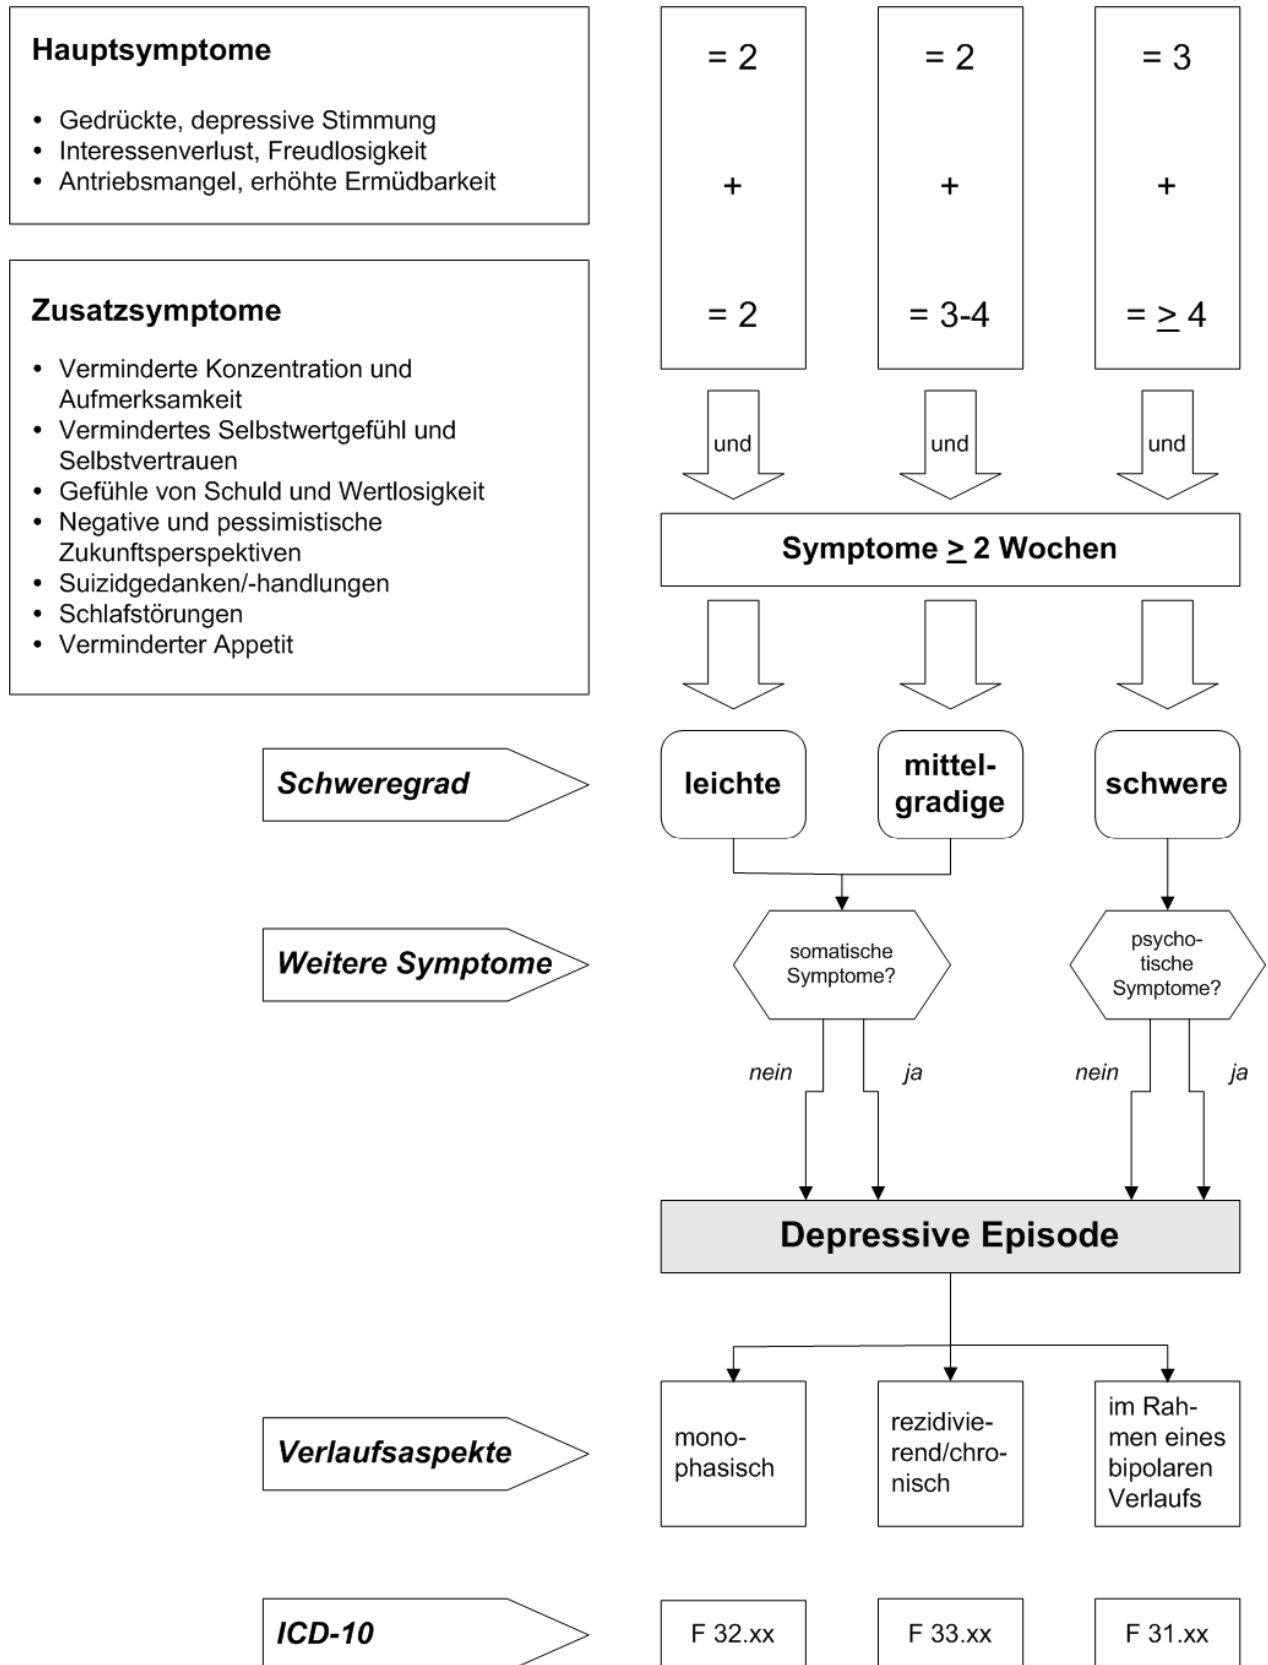 Hauptsymptome
• Gedrückte, depressive Stimmung
• Interessenverlust, Freudlosigkeit
• Antriebsmangel, erhöhte Ermüdbarkeit
= 2
= 2
= 3
+
+
+
= 2
= 3-4
= ≥ 4
Zusatzsymptome
• Verminderte Konzentration und
Aufmerksamkeit
• Vermindertes Selbstwertgefühl und
Selbstvertrauen
• Gefühle von Schuld und Wertlosigkeit
• Negative und pessimistische
Zukunftsperspektiven
• Suizidgedanken/-handlungen
• Schlafstörungen
• Verminderter Appetit
und
und
und
Symptome ≥ 2 Wochen
Schweregrad
leichte
mittel-
gradige
schwere
Weitere Symptome
somatische
Symptome?
psycho-
tische
Symptome?
nein
ja
nein
ja
Depressive Episode
Verlaufsaspekte
mono-
phasisch
rezidivie-
rend/chro-
nisch
im Rah-
men eines
bipolaren
Verlaufs
ICD-10
F 32.xx
F 33.xx
F 31.xx